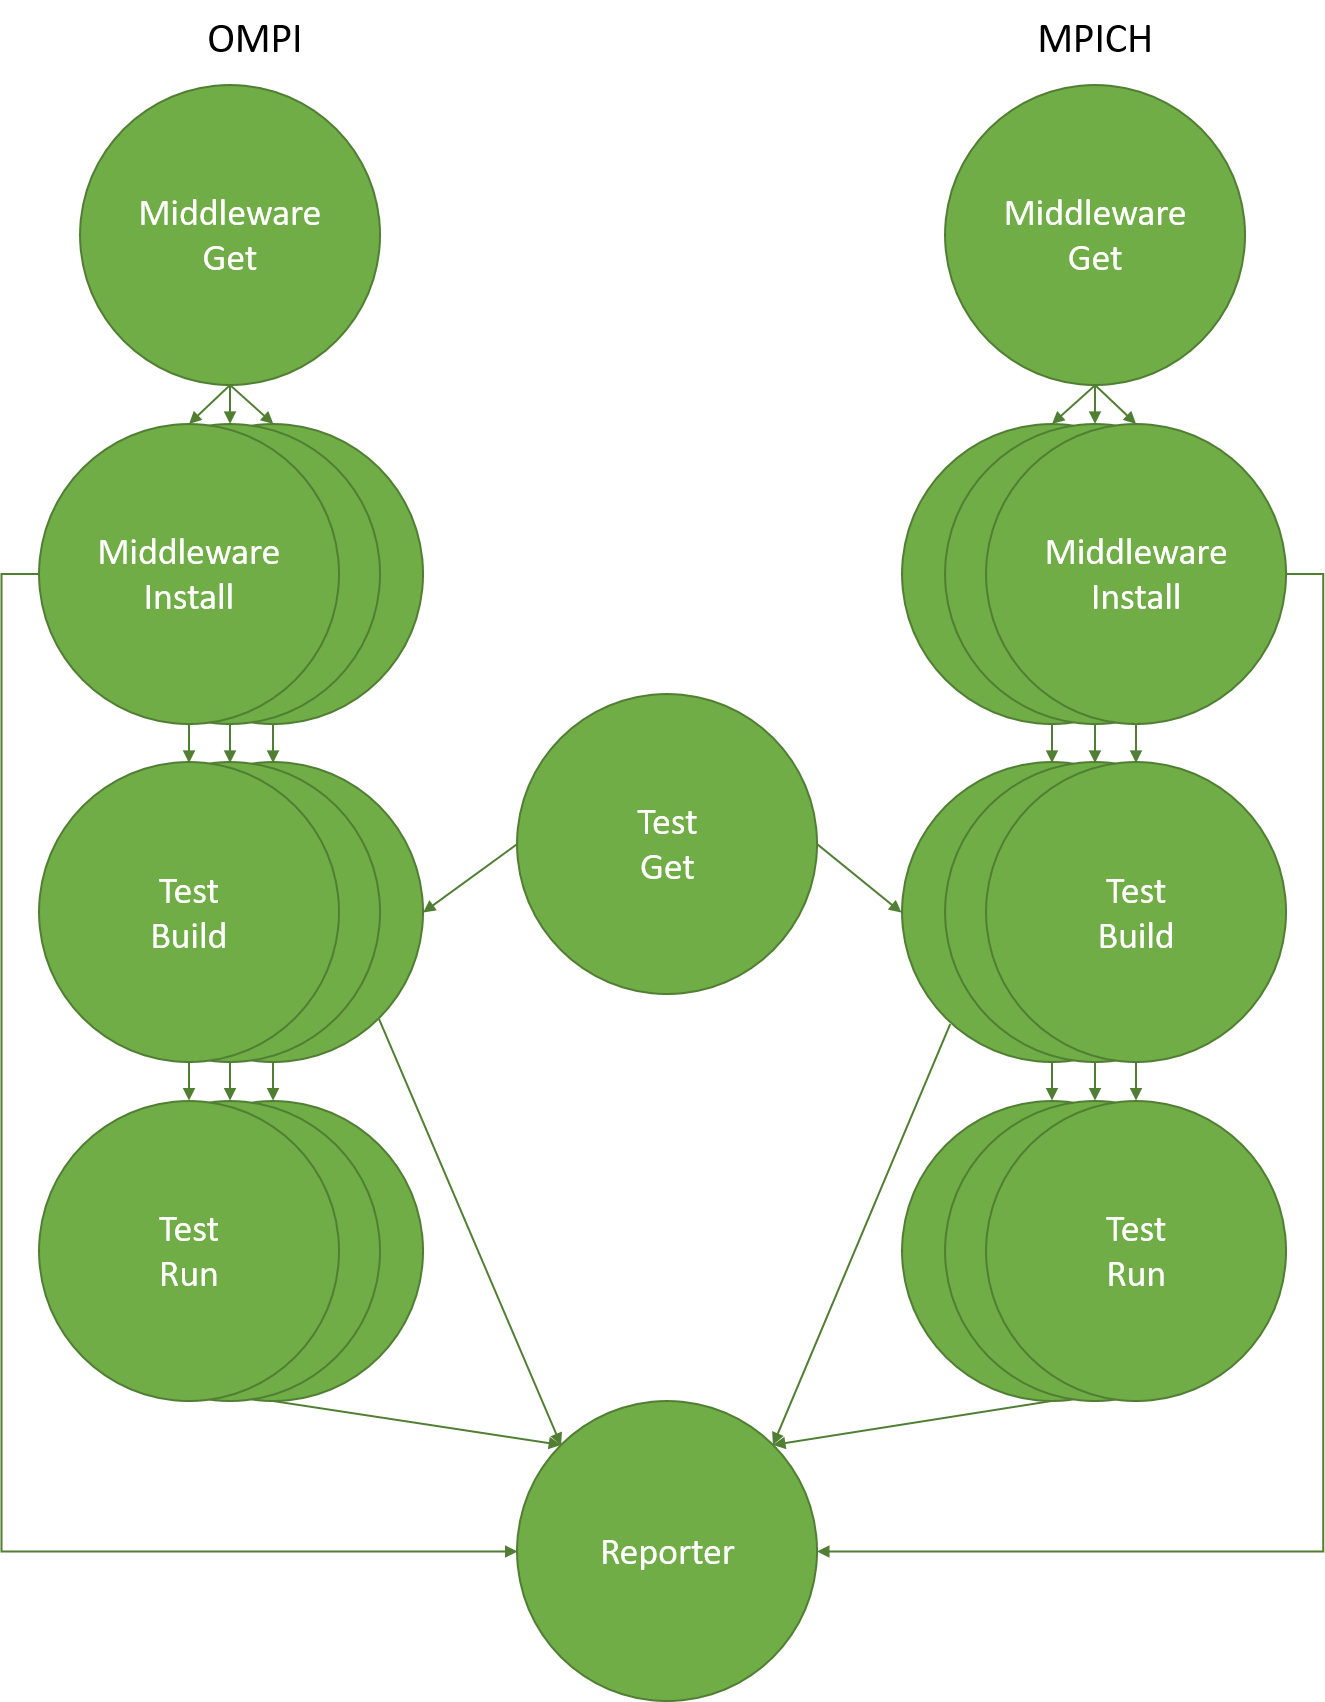 OMPI
MPICH
Middleware
Get
Middleware
Get
Middleware
Install
Middleware
Install
Test
Get
Test
Build
Test
Build
Test
Run
Test
Run
Reporter